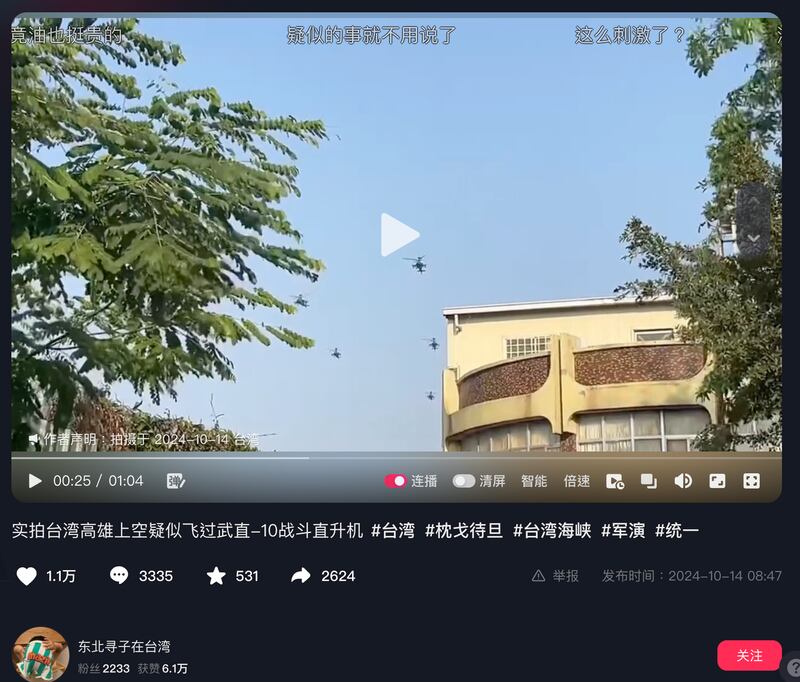 竟油也挺贵的
疑似的事就不用说了
这么刺激了？
作者声明：拍摄于 2024-10-14 台湾
00:25 / 01:04
弹
连播
清屏
智能
倍速
实拍台湾高雄上空疑似飞过武直-10战斗直升机 #台湾 #枕戈待旦 #台湾海峡 #军演 #统一
1.1万
3335
531
2624
举报
发布时间：2024-10-14 08:47
东北寻子在台湾
粉丝 2233 获赞 6.1万
关注
?